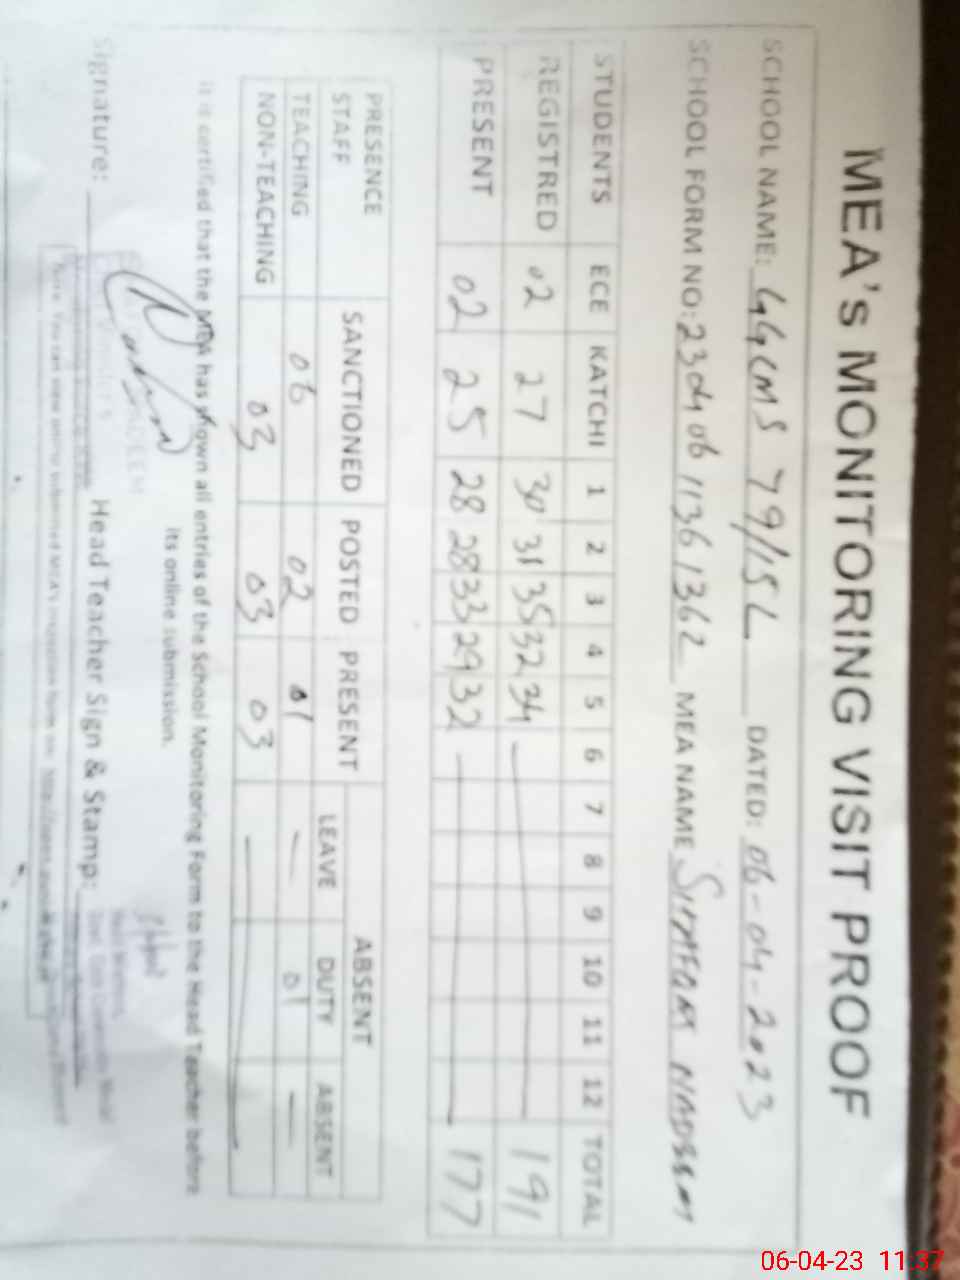 MEA's MONITORING VISIT PROOF
SCHOOL NAME: GGCMS 79/15L DATED: 06-04-2023
SCHOOL FORM NO: 230406 11361362 MEA NAME
STUDENTS ECE KATCHI 1 2 3 4 5 6 7 8 9 10 11 12 TOTAL
REGISTRED 02 27 30 31 35 32 34 191
PRESENT 02 25 28 28 33 29 32 177
PRESENCE STAFF SANCTIONED POSTED PRESENT ABSENT
LEAVE DUTY ABSENT
TEACHING 06 02 01 — 01 —
NON-TEACHING 03 03 03
It is certified that the MEA has shown all entries of the School Monitoring Form to the Head Teacher before
its online submission.
Signature: Head Teacher Sign & Stamp:
06-04-23 11:37